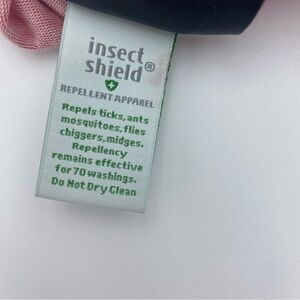 insect
shield®
REPELLENT APPAREL
Repels ticks, ants
mosquitoes, flies
chiggers, midges.
Repellency
remains effective
for 70 washings.
Do Not Dry Clean